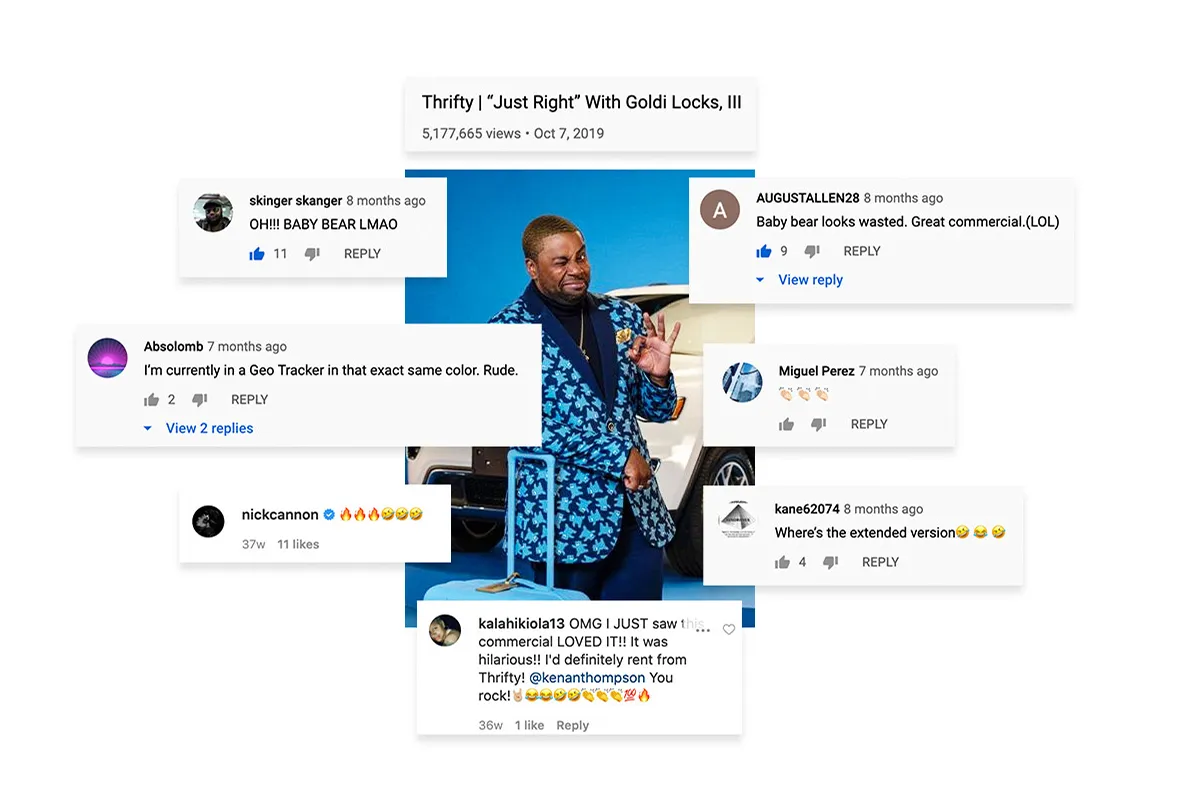 Thrifty | “Just Right” With Goldi Locks, III
5,177,665 views • Oct 7, 2019
skinger skanger 8 months ago
OH!!! BABY BEAR LMAO
11 REPLY
A
AUGUSTALLEN28 8 months ago
Baby bear looks wasted. Great commercial.(LOL)
9 REPLY
View reply
Absolomb 7 months ago
I’m currently in a Geo Tracker in that exact same color. Rude.
2 REPLY
View 2 replies
Miguel Perez 7 months ago
👏🏻👏🏻👏🏻
REPLY
nickcannon 🔥🔥🔥🤣🤣🤣
37w 11 likes
kane62074 8 months ago
Where’s the extended version🤣 😂 🤣
4 REPLY
kalahikiola13 OMG I JUST saw this
commercial LOVED IT!! It was
hilarious!! I'd definitely rent from
Thrifty! @kenanthompson You
rock!🤘🏻😂😂🤣🤣👏👏👏💯🔥
36w 1 like Reply